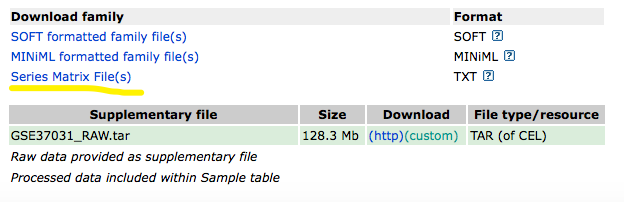 Download family Format
SOFT formatted family file(s) SOFT ?
MINiML formatted family file(s) MINiML ?
Series Matrix File(s) TXT ?
Supplementary file Size Download File type/resource
GSE37031_RAW.tar 128.3 Mb (http)(custom) TAR (of CEL)
Raw data provided as supplementary file
Processed data included within Sample table